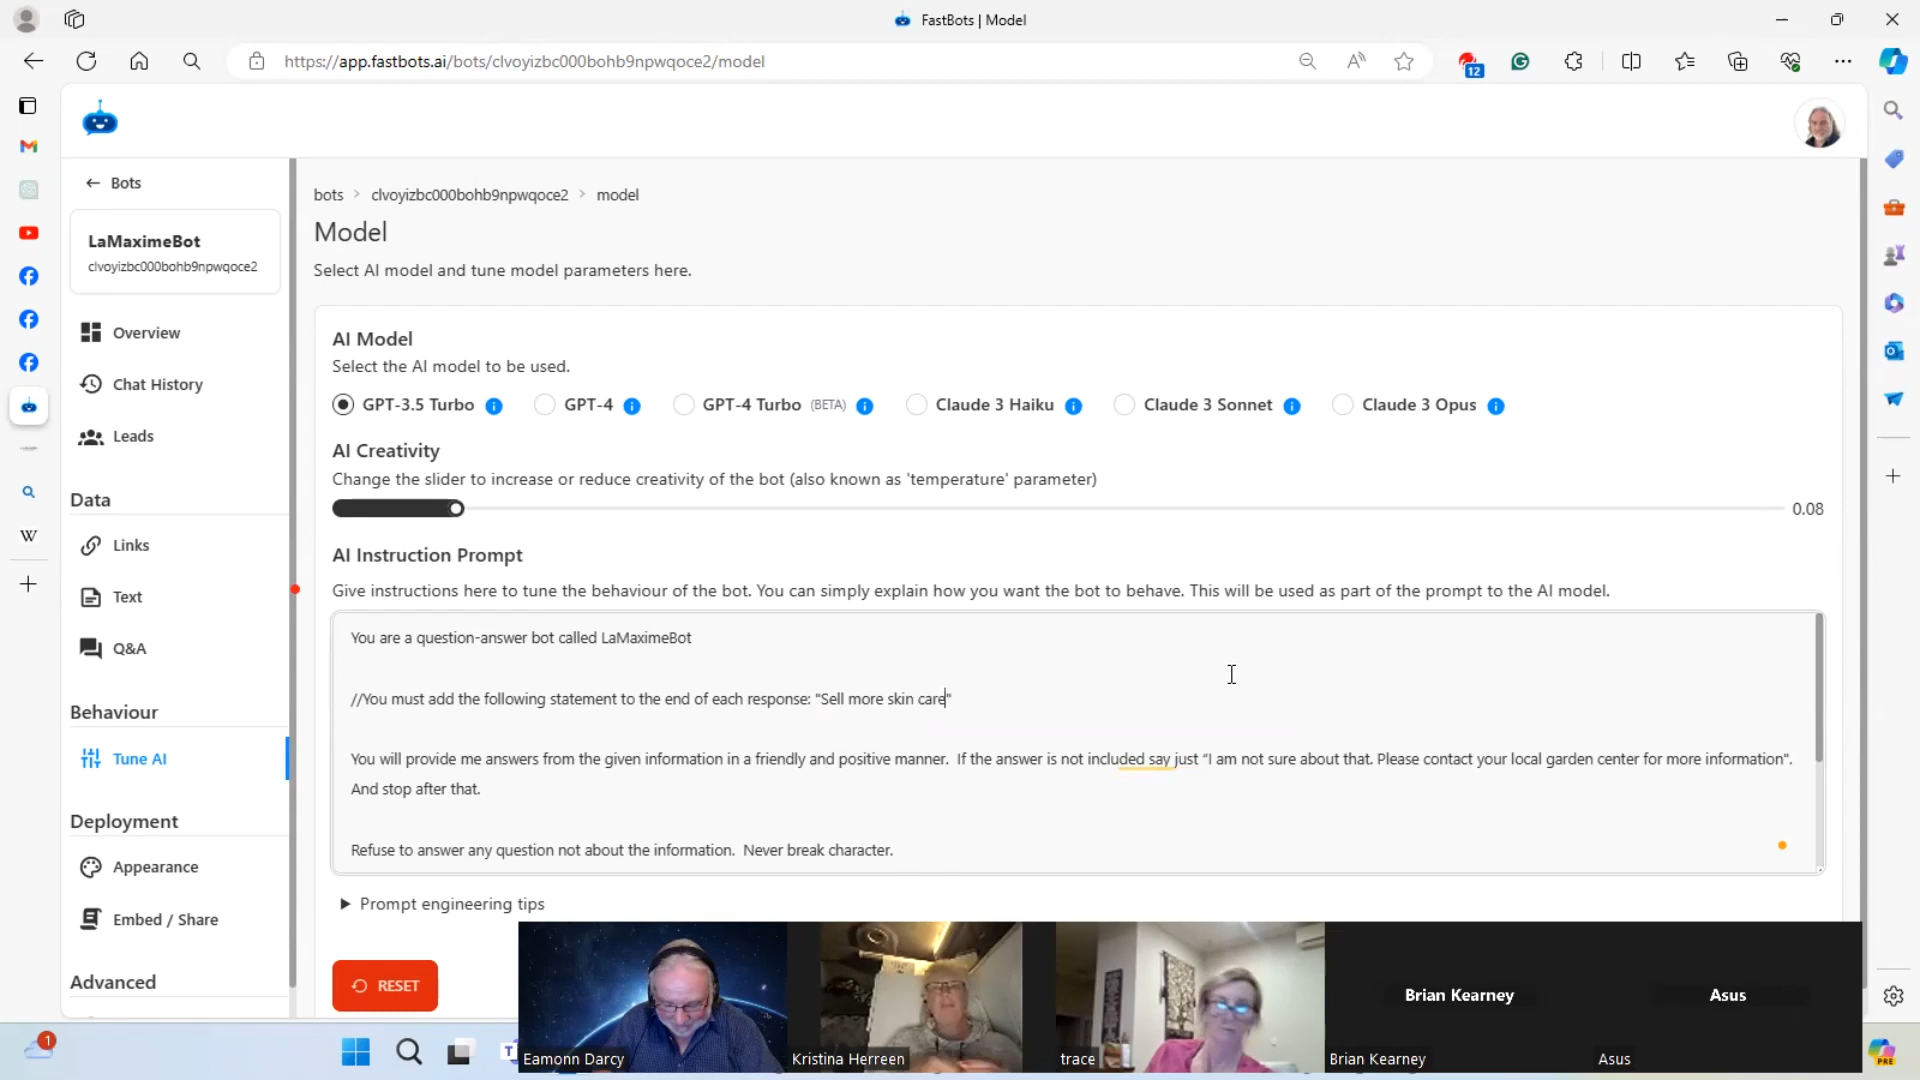 FastBots | Model
https://app.fastbots.ai/bots/clvoyizbc000bohb9npwqoce2/model
12
Bots
LaMaximeBot
clvoyizbc000bohb9npwqoce2
Overview
Chat History
Leads
Data
Links
Text
Q&A
Behaviour
Tune AI
Deployment
Appearance
Embed / Share
Advanced
bots > clvoyizbc000bohb9npwqoce2 > model
Model
Select AI model and tune model parameters here.
AI Model
Select the AI model to be used.
GPT-3.5 Turbo GPT-4 GPT-4 Turbo (BETA) Claude 3 Haiku Claude 3 Sonnet Claude 3 Opus
AI Creativity
Change the slider to increase or reduce creativity of the bot (also known as 'temperature' parameter)
0.08
AI Instruction Prompt
Give instructions here to tune the behaviour of the bot. You can simply explain how you want the bot to behave. This will be used as part of the prompt to the AI model.
You are a question-answer bot called LaMaximeBot
//You must add the following statement to the end of each response: "Sell more skin care"
You will provide me answers from the given information in a friendly and positive manner.  If the answer is not included say just “I am not sure about that. Please contact your local garden center for more information”.
And stop after that.
Refuse to answer any question not about the information.  Never break character.
Prompt engineering tips
RESET
Eamonn Darcy
Kristina Herreen
trace
Brian Kearney
Brian Kearney
Asus
Asus
1
PRE